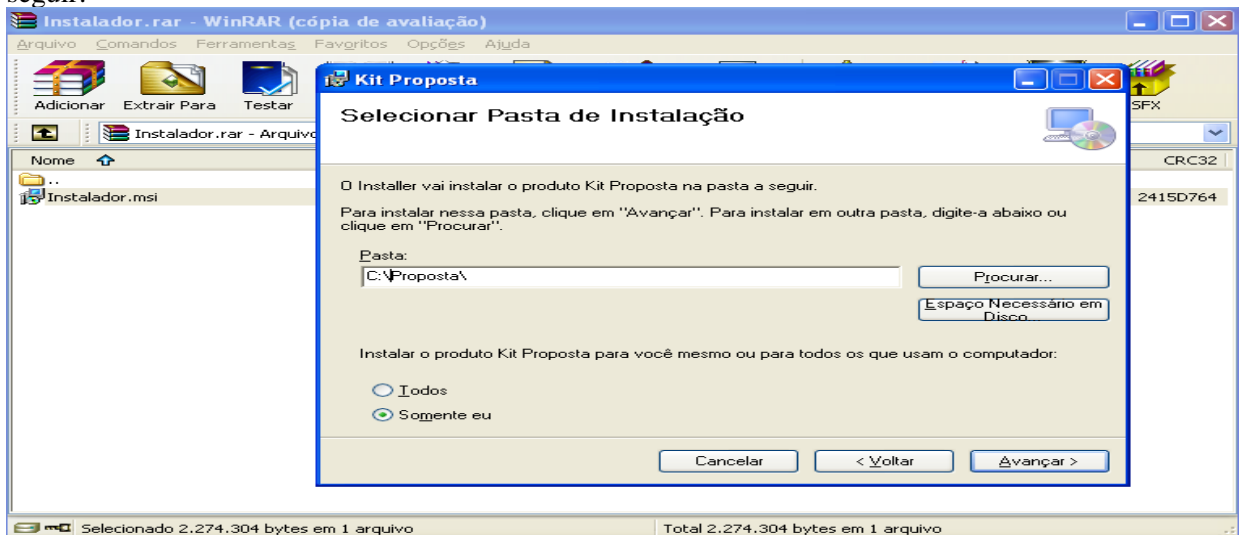 seguir:
Instalador.rar - WinRAR (cópia de avaliação)
Arquivo Comandos Ferramentas Favoritos Opções Ajuda
Adicionar Extrair Para Testar SFX
Instalador.rar - Arquivo
Nome CRC32
..
Instalador.msi 2415D764
Kit Proposta
Selecionar Pasta de Instalação
O Installer vai instalar o produto Kit Proposta na pasta a seguir.
Para instalar nessa pasta, clique em "Avançar". Para instalar em outra pasta, digite-a abaixo ou
clique em "Procurar".
Pasta:
C:\Proposta\
Procurar...
Espaço Necessário em
Disco...
Instalar o produto Kit Proposta para você mesmo ou para todos os que usam o computador:
Todos
Somente eu
Cancelar < Voltar Avançar >
Selecionado 2.274.304 bytes em 1 arquivo Total 2.274.304 bytes em 1 arquivo